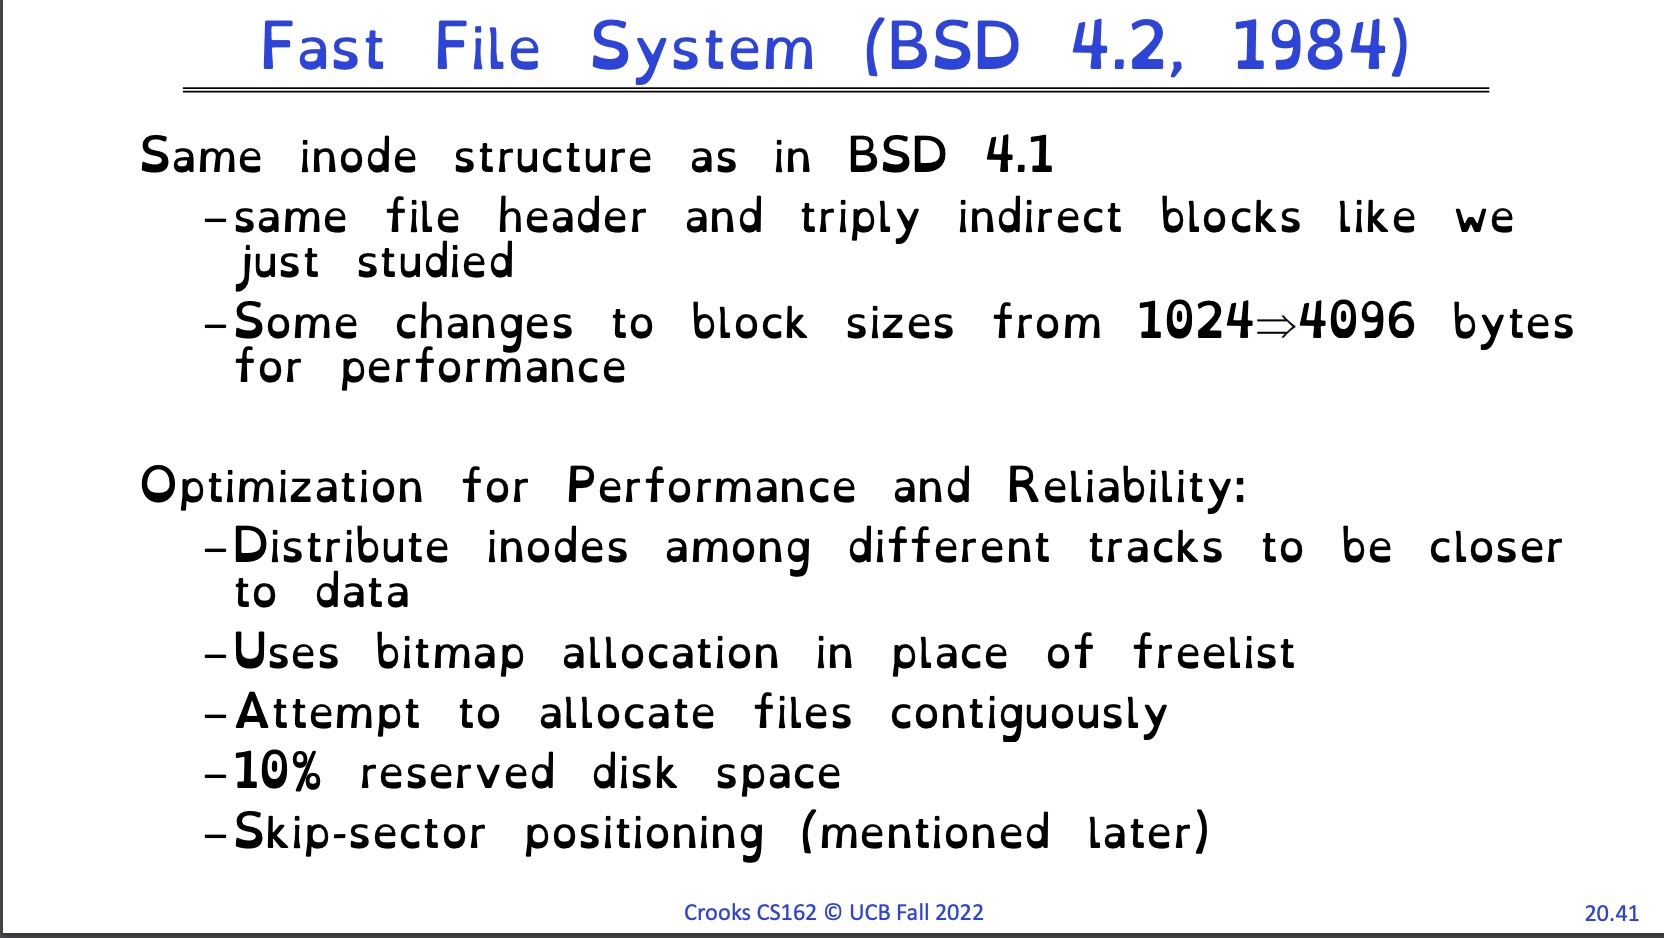 Fast File System (BSD 4.2, 1984)
Same inode structure as in BSD 4.1
–same file header and triply indirect blocks like we
just studied
–Some changes to block sizes from 1024⇒4096 bytes
for performance
Optimization for Performance and Reliability:
–Distribute inodes among different tracks to be closer
to data
–Uses bitmap allocation in place of freelist
–Attempt to allocate files contiguously
–10% reserved disk space
–Skip-sector positioning (mentioned later)
Crooks CS162 © UCB Fall 2022
20.41